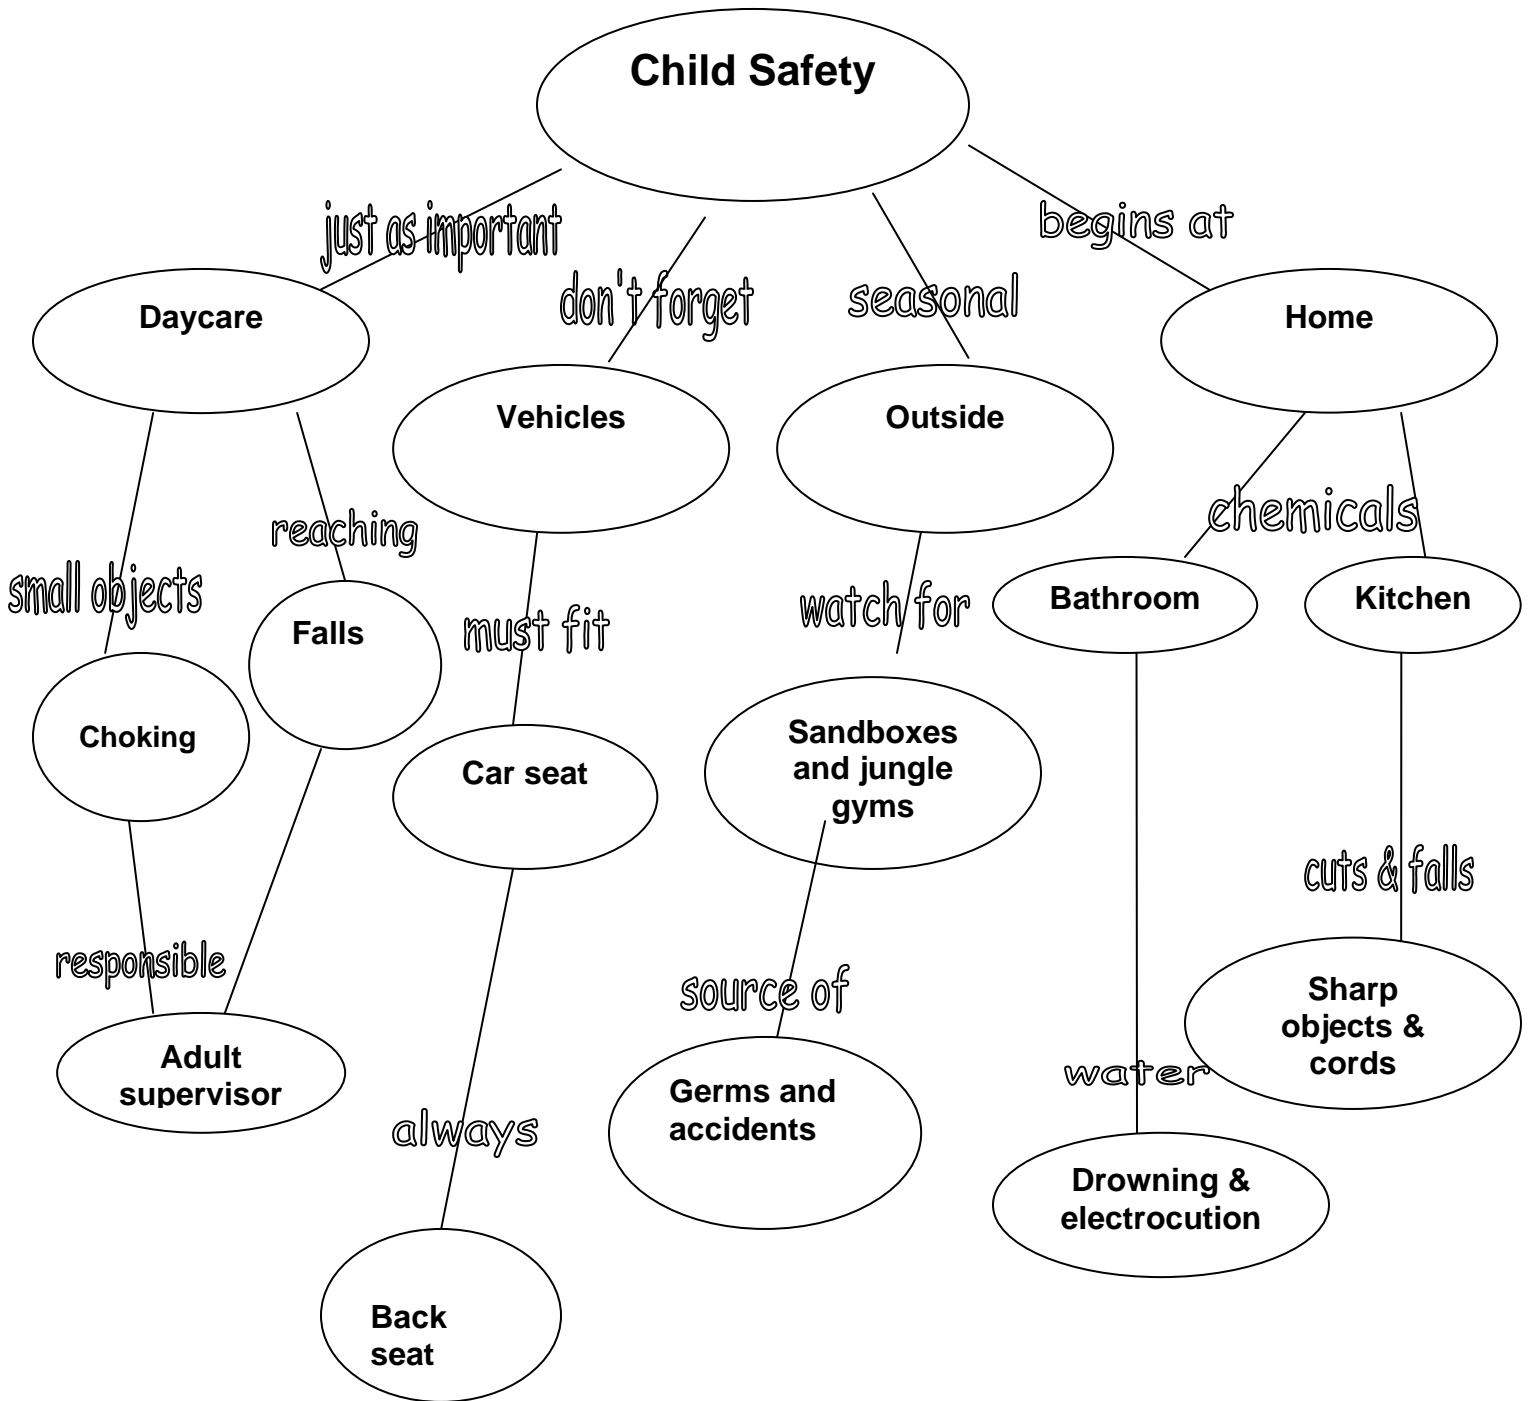 Child Safety
just as important
begins at
don't forget
seasonal
Daycare
Home
Vehicles
Outside
reaching
chemicals
small objects
must fit
watch for
Bathroom
Kitchen
Falls
Choking
Car seat
Sandboxes
and jungle
gyms
cuts & falls
responsible
source of
Sharp
objects &
cords
Adult
supervisor
water
always
Germs and
accidents
Drowning &
electrocution
Back
seat